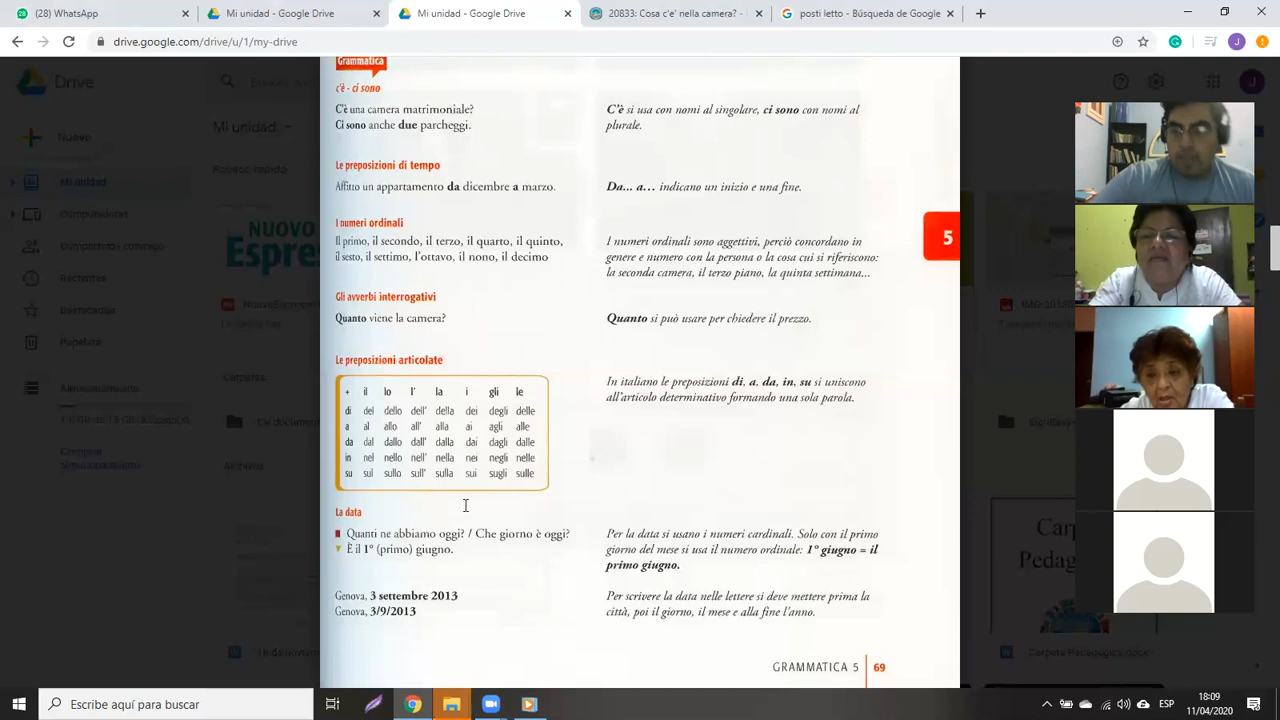 (28) WhatsApp
Mi unidad - Google Drive
Mi unidad - Google Drive
20833: Cosa c'e' nella camera? -
posti letto - Búsqueda de Google
drive.google.com/u/1/my-drive
Drive
Nuevo
Mi unidad
Mi unidad
NUOVO
Espres
Grammatica
c'è - ci sono
C'è una camera matrimoniale?
Ci sono anche due parcheggi.
C'è si usa con nomi al singolare, ci sono con nomi al
plurale.
Le preposizioni di tempo
Affitto un appartamento da dicembre a marzo.
Da... a… indicano un inizio e una fine.
I numeri ordinali
Il primo, il secondo, il terzo, il quarto, il quinto,
il sesto, il settimo, l'ottavo, il nono, il decimo
I numeri ordinali sono aggettivi, perciò concordano in
genere e numero con la persona o la cosa cui si riferiscono:
la seconda camera, il terzo piano, la quinta settimana...
5
Gli avverbi interrogativi
Quanto viene la camera?
Quanto si può usare per chiedere il prezzo.
Le preposizioni articolate
+ il lo l' la i gli le
di del dello dell' della dei degli delle
a al allo all' alla ai agli alle
da dal dallo dall' dalla dai dagli dalle
in nel nello nell' nella nei negli nelle
su sul sullo sull' sulla sui sugli sulle
In italiano le preposizioni di, a, da, in, su si uniscono
all'articolo determinativo formando una sola parola.
La data
Quanti ne abbiamo oggi? / Che giorno è oggi?
È il 1° (primo) giugno.
Per la data si usano i numeri cardinali. Solo con il primo
giorno del mese si usa il numero ordinale: 1° giugno = il
primo giugno.
Genova, 3 settembre 2013
Genova, 3/9/2013
Per scrivere la data nelle lettere si deve mettere prima la
città, poi il giorno, il mese e alla fine l'anno.
GRAMMATICA 5 69
Escribe aquí para buscar
ESP
18:09
11/04/2020